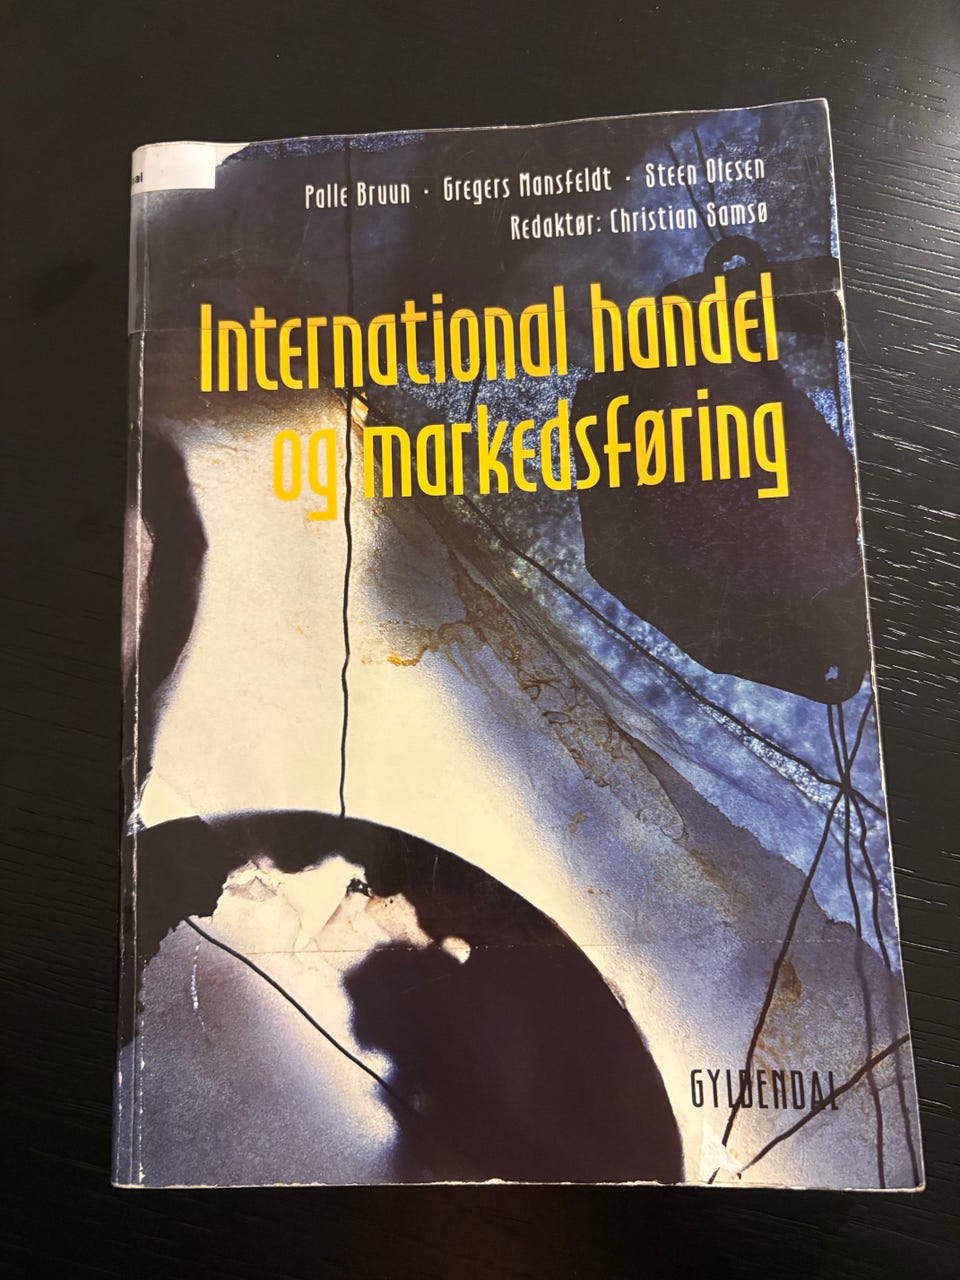 Palle Bruun · Gregers Mansfeldt · Steen Olesen
Redaktør: Christian Samsø
International handel
og markedsføring
GYLDENDAL